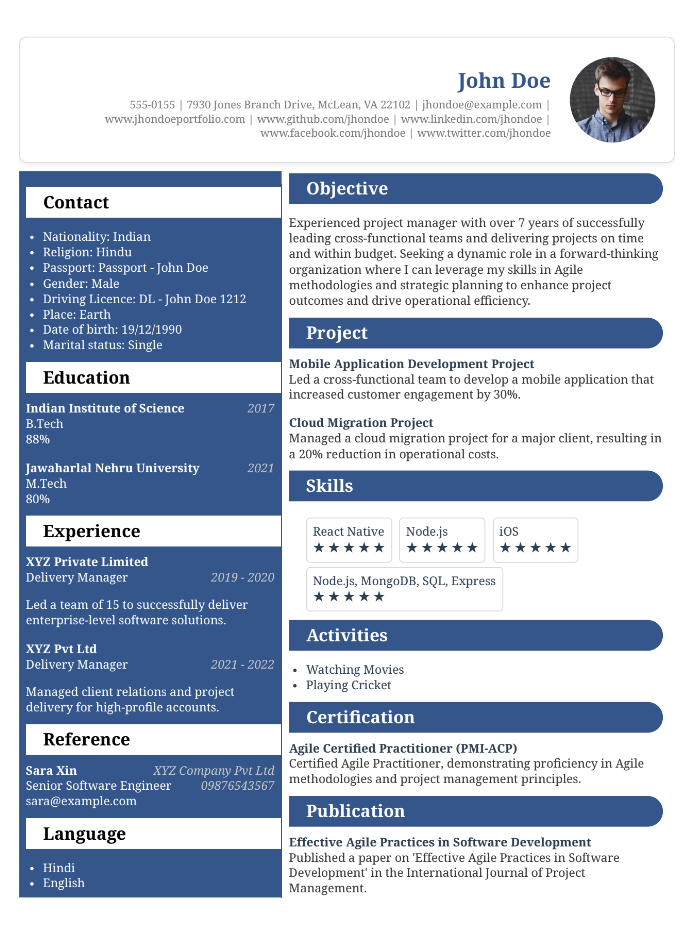 John Doe
555-0155 | 7930 Jones Branch Drive, McLean, VA 22102 | jhondoe@example.com |
www.jhondoeportfolio.com | www.github.com/jhondoe | www.linkedin.com/jhondoe |
www.facebook.com/jhondoe | www.twitter.com/jhondoe
Contact
• Nationality: Indian
• Religion: Hindu
• Passport: Passport - John Doe
• Gender: Male
• Driving Licence: DL - John Doe 1212
• Place: Earth
• Date of birth: 19/12/1990
• Marital status: Single
Education
Indian Institute of Science 2017
B.Tech
88%
Jawaharlal Nehru University 2021
M.Tech
80%
Experience
XYZ Private Limited
Delivery Manager 2019 - 2020
Led a team of 15 to successfully deliver
enterprise-level software solutions.
XYZ Pvt Ltd
Delivery Manager 2021 - 2022
Managed client relations and project
delivery for high-profile accounts.
Reference
Sara Xin XYZ Company Pvt Ltd
Senior Software Engineer 09876543567
sara@example.com
Language
• Hindi
• English
Objective
Experienced project manager with over 7 years of successfully
leading cross-functional teams and delivering projects on time
and within budget. Seeking a dynamic role in a forward-thinking
organization where I can leverage my skills in Agile
methodologies and strategic planning to enhance project
outcomes and drive operational efficiency.
Project
Mobile Application Development Project
Led a cross-functional team to develop a mobile application that
increased customer engagement by 30%.
Cloud Migration Project
Managed a cloud migration project for a major client, resulting in
a 20% reduction in operational costs.
Skills
React Native
★★★★★
Node.js
★★★★★
iOS
★★★★★
Node.js, MongoDB, SQL, Express
★★★★★
Activities
• Watching Movies
• Playing Cricket
Certification
Agile Certified Practitioner (PMI-ACP)
Certified Agile Practitioner, demonstrating proficiency in Agile
methodologies and project management principles.
Publication
Effective Agile Practices in Software Development
Published a paper on 'Effective Agile Practices in Software
Development' in the International Journal of Project
Management.